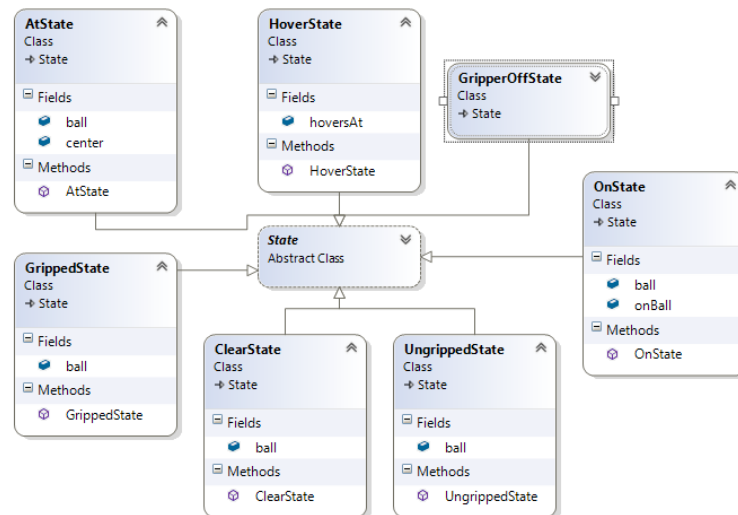 AtState
Class
State
Fields
ball
center
Methods
AtState
HoverState
Class
State
Fields
hoversAt
Methods
HoverState
GripperOffState
Class
State
OnState
Class
State
Fields
ball
onBall
Methods
OnState
State
Abstract Class
GrippedState
Class
State
Fields
ball
Methods
GrippedState
ClearState
Class
State
Fields
ball
Methods
ClearState
UngrippedState
Class
State
Fields
ball
Methods
UngrippedState